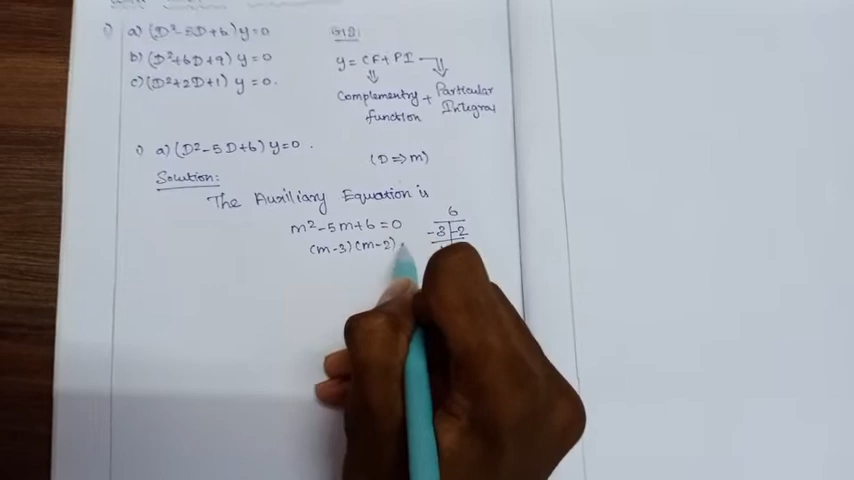 1) a) (D²-5D+6)y=0
b) (D²+6D+9)y=0
c) (D²+2D+1)y=0.
y = CF + PI
Complementry function + Particular Integral
1) a) (D²-5D+6)y=0.
(D⇒m)
Solution:
The Auxiliary Equation is
m²-5m+6=0
6
-3 -2
(m-3)(m-2)